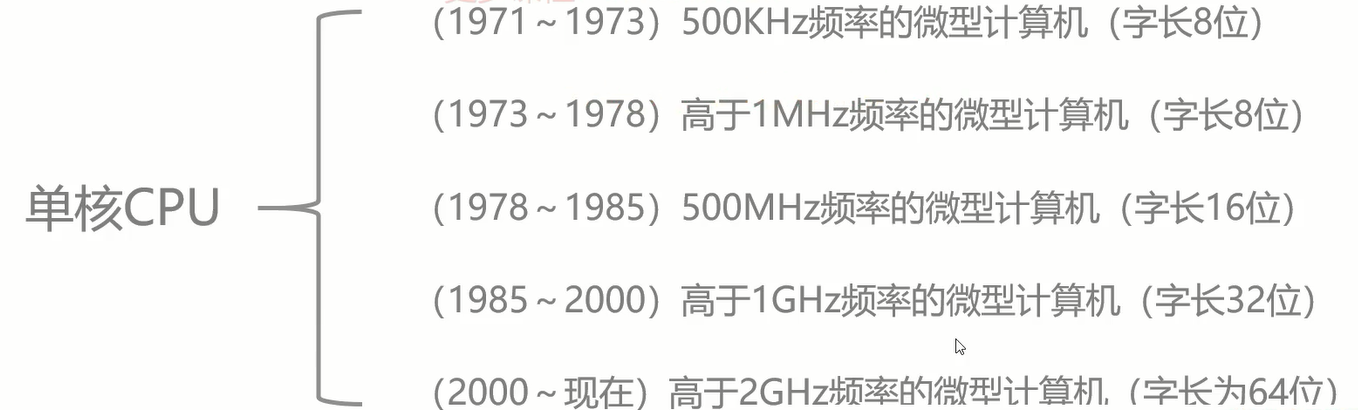 (1971～1973) 500KHz频率的微型计算机（字长8位）
(1973～1978) 高于1MHz频率的微型计算机（字长8位）
单核CPU
(1978～1985) 500MHz频率的微型计算机（字长16位）
(1985～2000) 高于1GHz频率的微型计算机（字长32位）
(2000～现在) 高于2GHz频率的微型计算机（字长为64位）